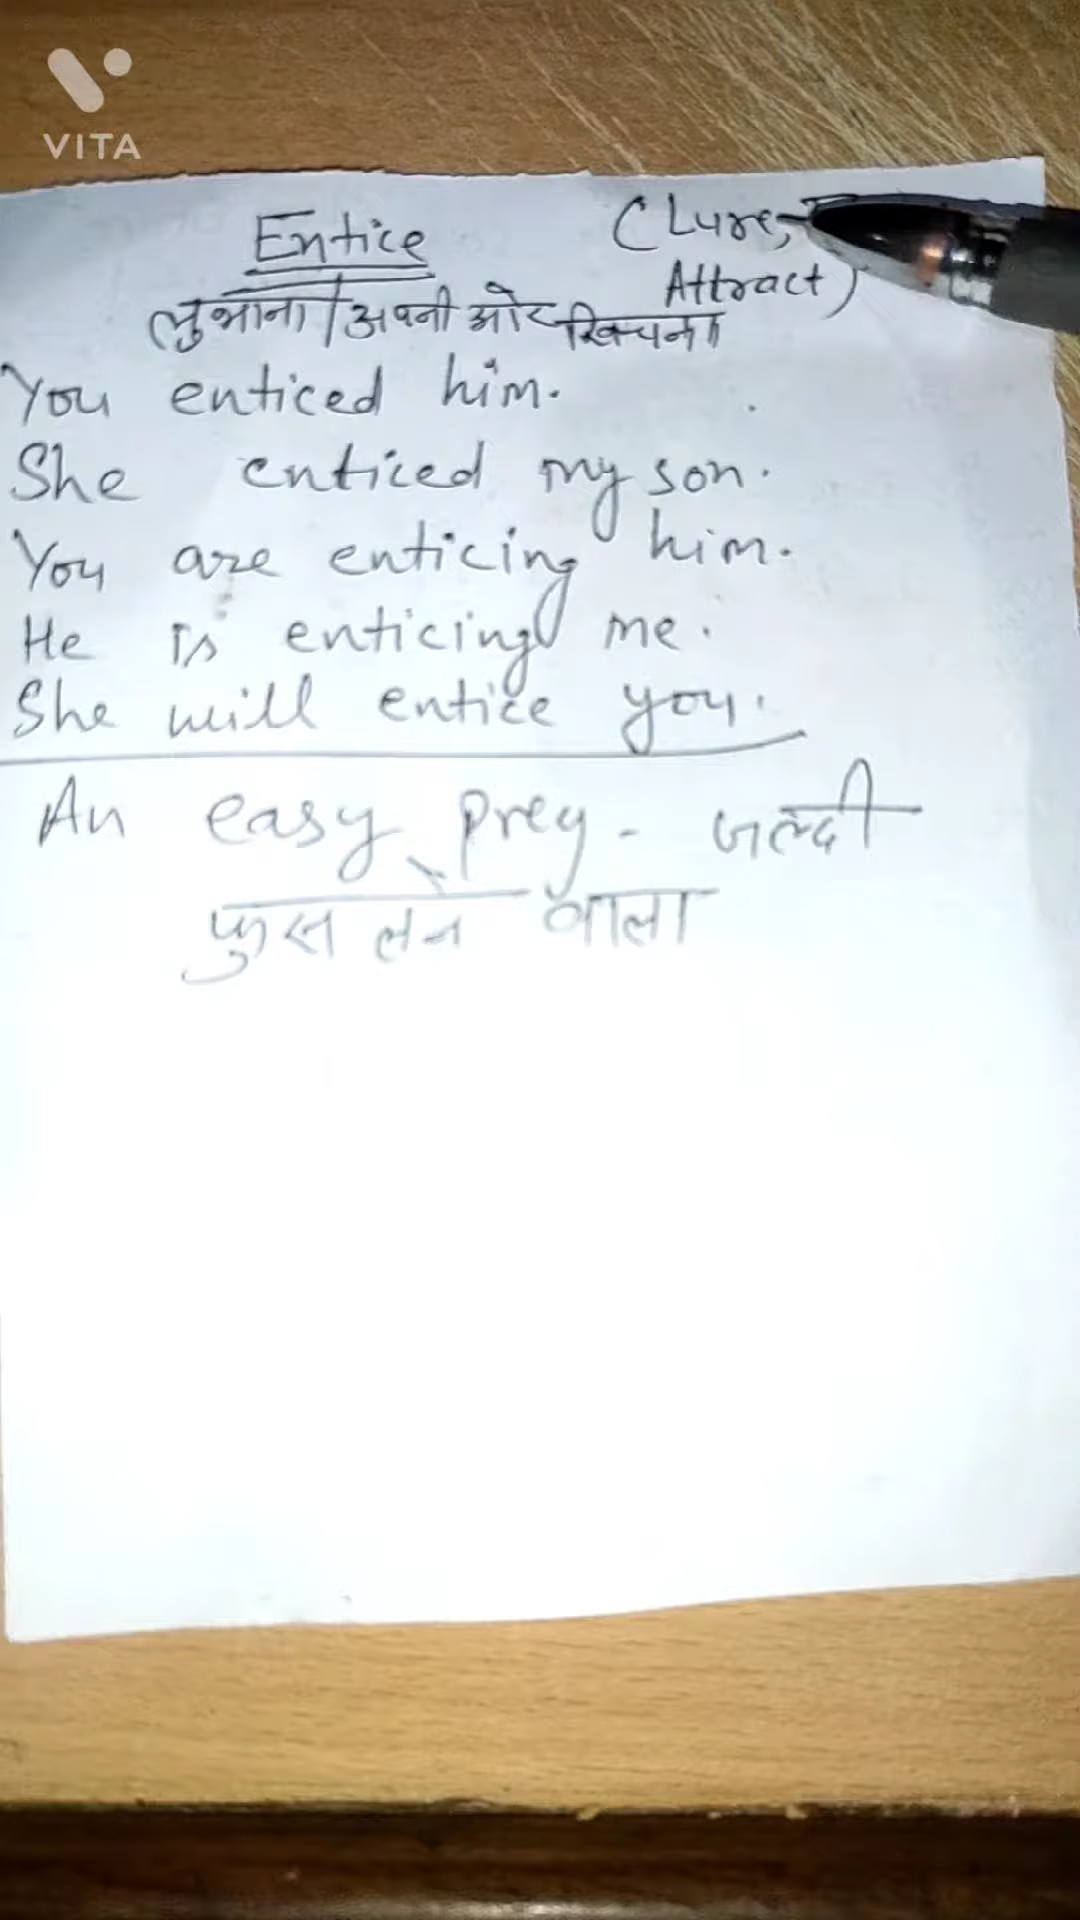 VITA
Entice (Lure,
Attract)
लुभाना/अपनी ओर खिचना
You enticed him.
She enticed my son.
You are enticing him.
He is enticing me.
She will entice you.
An easy prey - जल्दी
फुसलने वाला